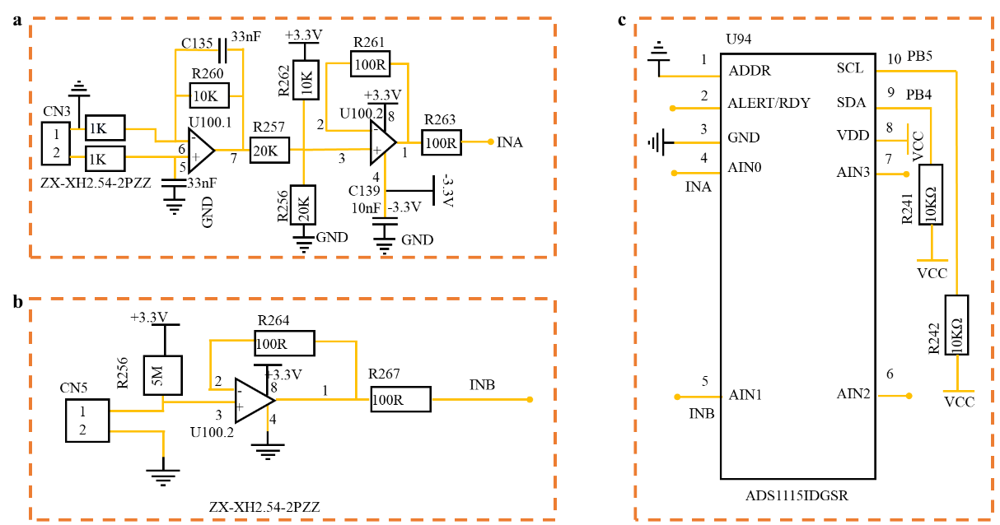 a
C135
33nF
R260
10K
CN3
1
2
1K
1K
ZX-XH2.54-2PZZ
U100.1
-
+
6
5
7
33nF
GND
+3.3V
R262
10K
R257
20K
R256
20K
GND
R261
100R
+3.3V
U100.2
8
2
-
+
3
1
4
R263
100R
INA
C139
10nF
-3.3V
-3.3V
GND
b
+3.3V
R256
5M
CN5
1
2
R264
100R
+3.3V
2
-
8
+
3
1
4
U100.2
R267
100R
INB
ZX-XH2.54-2PZZ
c
U94
1
ADDR
2
ALERT/RDY
3
GND
4
AIN0
INA
5
AIN1
INB
SCL
10
PB5
SDA
9
PB4
VDD
8
VCC
AIN3
7
R241
10KΩ
VCC
R242
10KΩ
VCC
AIN2
6
ADS1115IDGSR